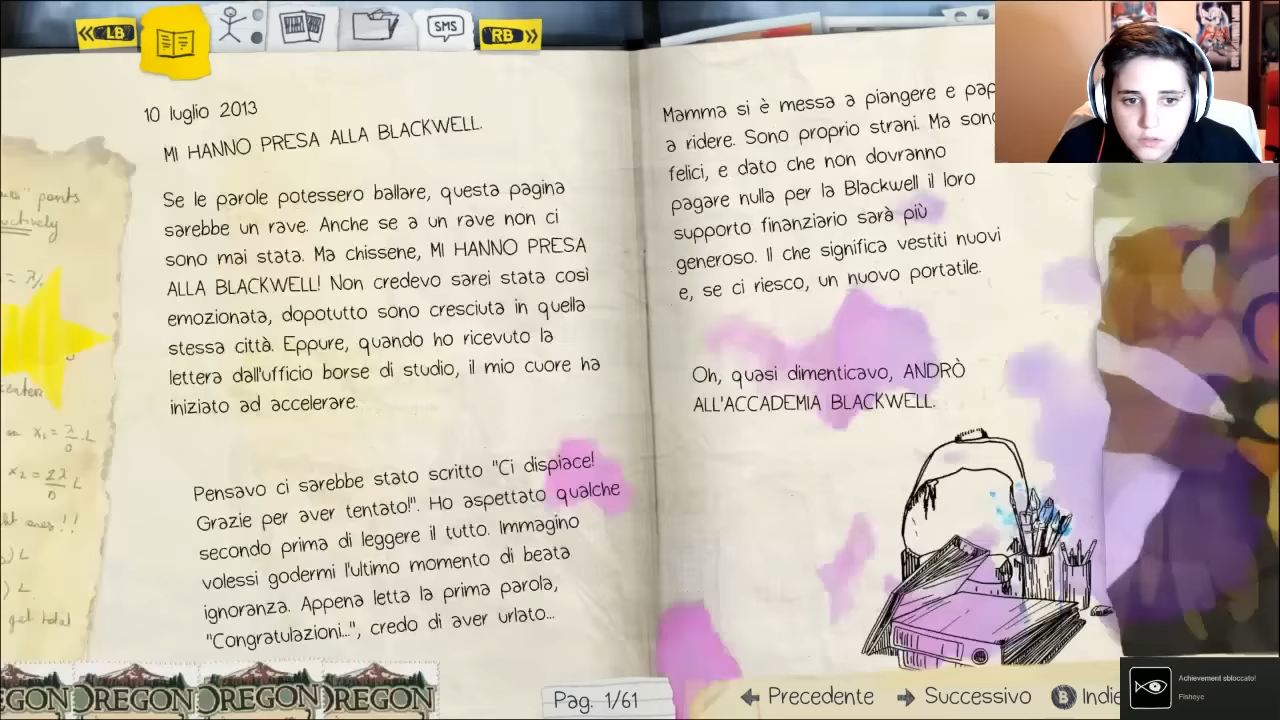 LB
SMS
RB
10 luglio 2013
MI HANNO PRESA ALLA BLACKWELL.
Se le parole potessero ballare, questa pagina
sarebbe un rave. Anche se a un rave non ci
sono mai stata. Ma chissene, MI HANNO PRESA
ALLA BLACKWELL! Non credevo sarei stata così
emozionata, dopotutto sono cresciuta in quella
stessa città. Eppure, quando ho ricevuto la
lettera dall'ufficio borse di studio, il mio cuore ha
iniziato ad accelerare.
Pensavo ci sarebbe stato scritto "Ci dispiace!
Grazie per aver tentato!". Ho aspettato qualche
secondo prima di leggere il tutto. Immagino
volessi godermi l'ultimo momento di beata
ignoranza. Appena letta la prima parola,
"Congratulazioni...", credo di aver urlato...
Mamma si è messa a piangere e pap
a ridere. Sono proprio strani. Ma sono
felici, e dato che non dovranno
pagare nulla per la Blackwell il loro
supporto finanziario sarà più
generoso. Il che significa vestiti nuovi
e, se ci riesco, un nuovo portatile.
Oh, quasi dimenticavo, ANDRÒ
ALL'ACCADEMIA BLACKWELL.
EGON OREGON OREGON OREGON
Pag. 1/61
Precedente Successivo B Indie
Achievement sbloccato!
Fisheye